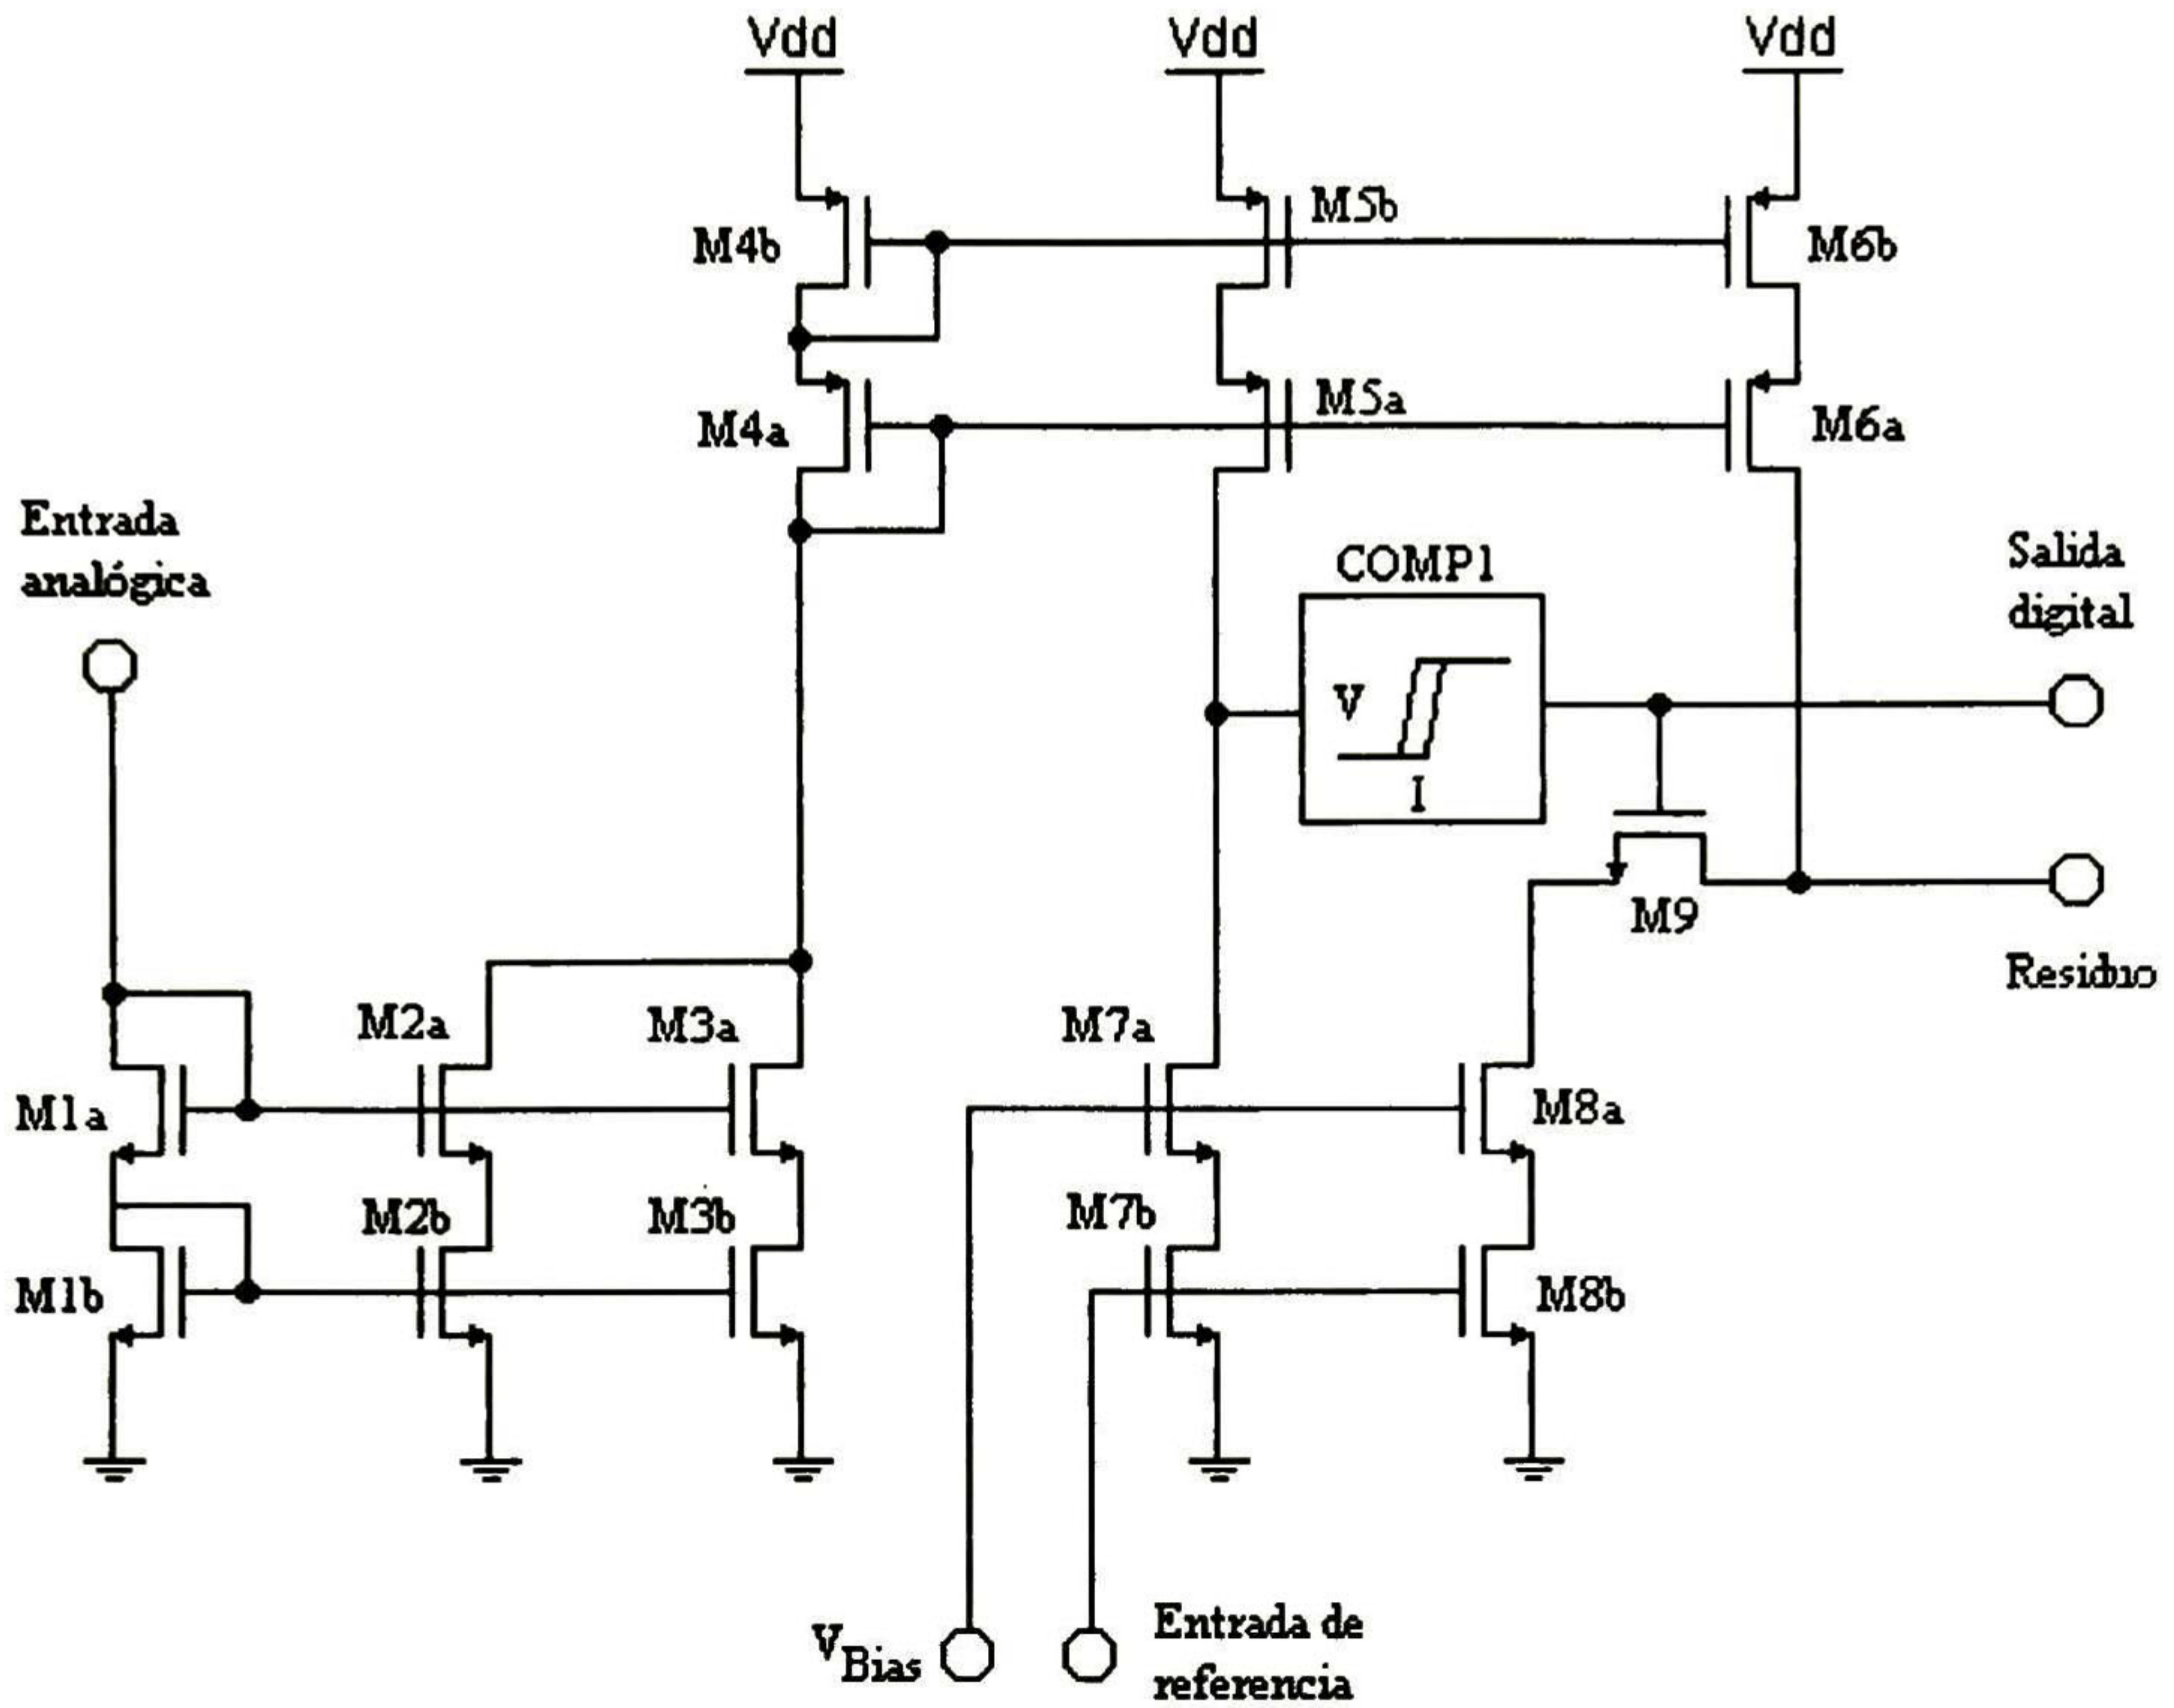 Vdd
Vdd
Vdd
M5b
M4b
M6b
M5a
M4a
M6a
Entrada
analógica
COMP1
Salida
digital
V
I
M9
Residuo
M2a
M3a
M7a
M1a
M8a
M2b
M3b
M7b
M1b
M8b
VBias
Entrada de
referencia